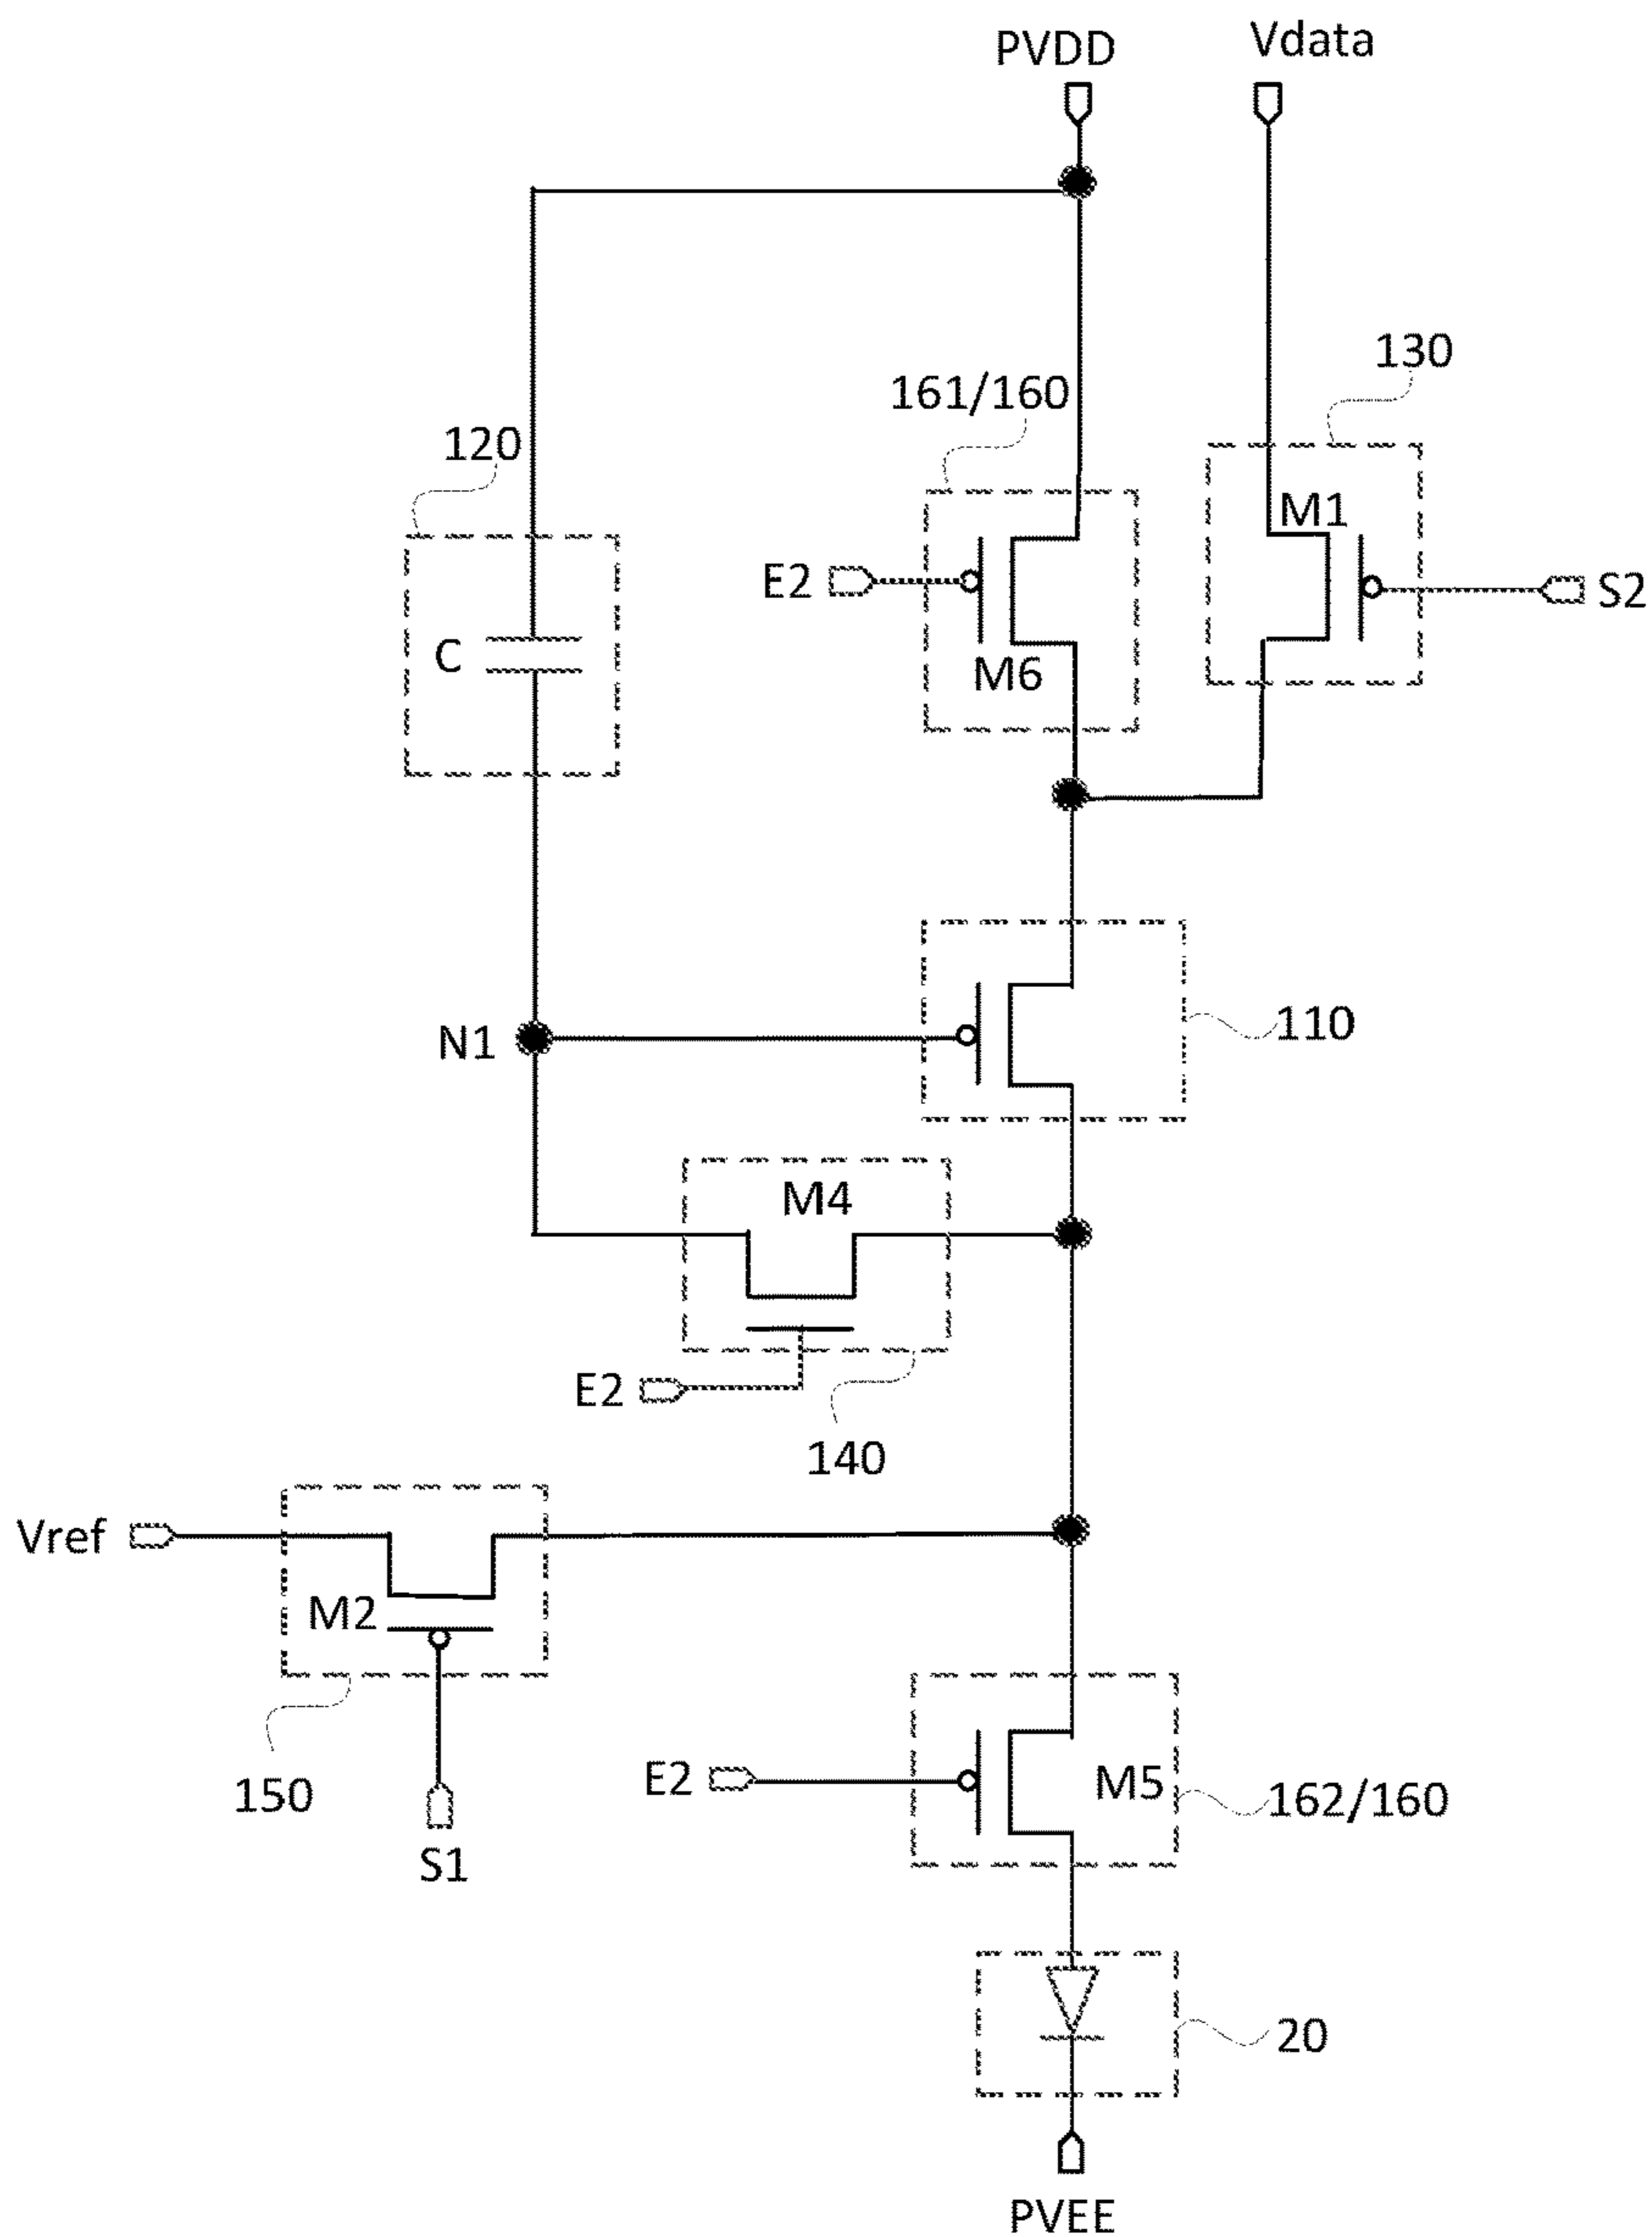 PVDD
Vdata
130
161/160
120
M1
E2
S2
C
M6
N1
110
M4
E2
140
Vref
M2
E2
M5
150
162/160
S1
20
PVEE